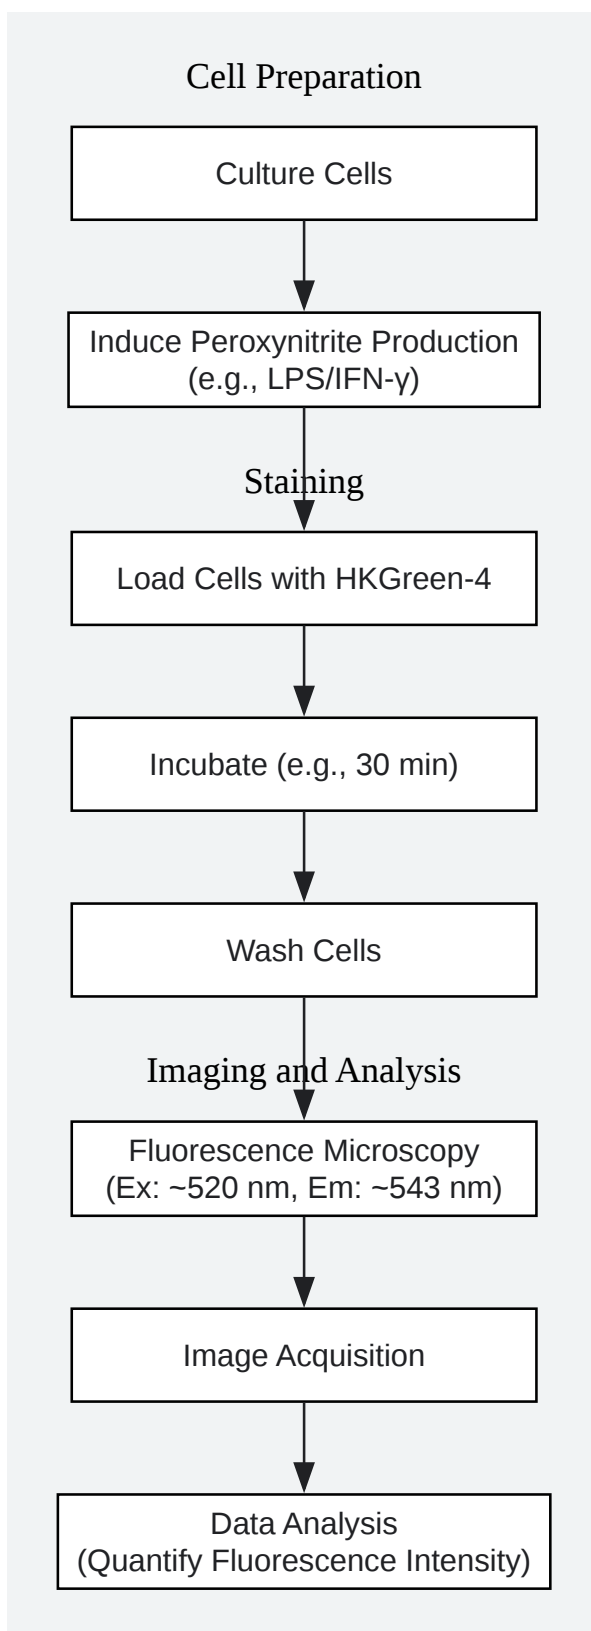 Cell Preparation
Culture Cells
Induce Peroxynitrite Production
(e.g., LPS/IFN-γ)
Staining
Load Cells with HKGreen-4
Incubate (e.g., 30 min)
Wash Cells
Imaging and Analysis
Fluorescence Microscopy
(Ex: ~520 nm, Em: ~543 nm)
Image Acquisition
Data Analysis
(Quantify Fluorescence Intensity)